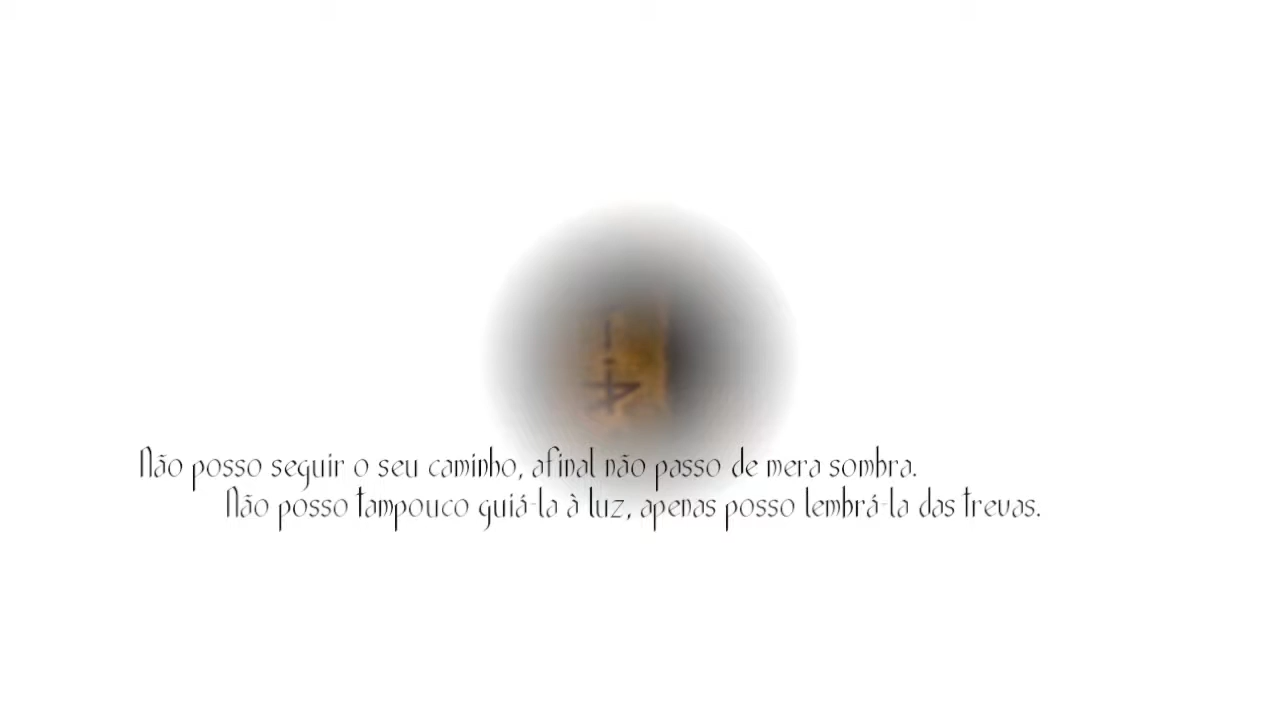 Não posso seguir o seu caminho, afinal não passo de mera sombra.
Não posso tampouco guiá-la à luz, apenas posso lembrá-la das trevas.